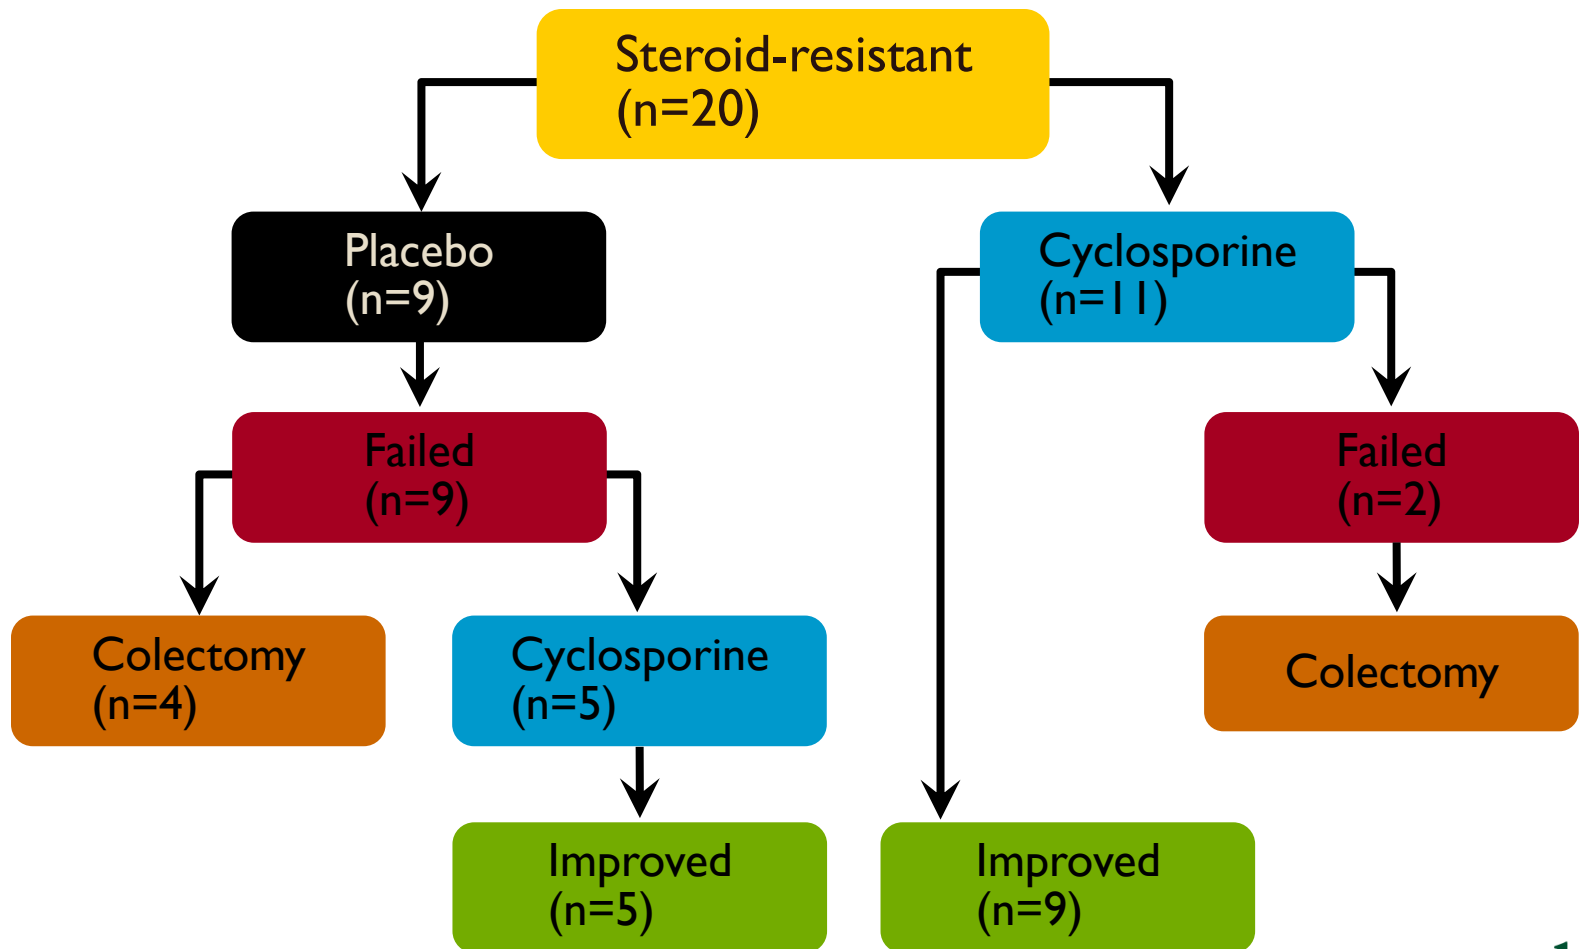 Steroid-resistant
(n=20)
Placebo
(n=9)
Cyclosporine
(n=11)
Failed
(n=9)
Failed
(n=2)
Colectomy
(n=4)
Cyclosporine
(n=5)
Colectomy
Improved
(n=5)
Improved
(n=9)